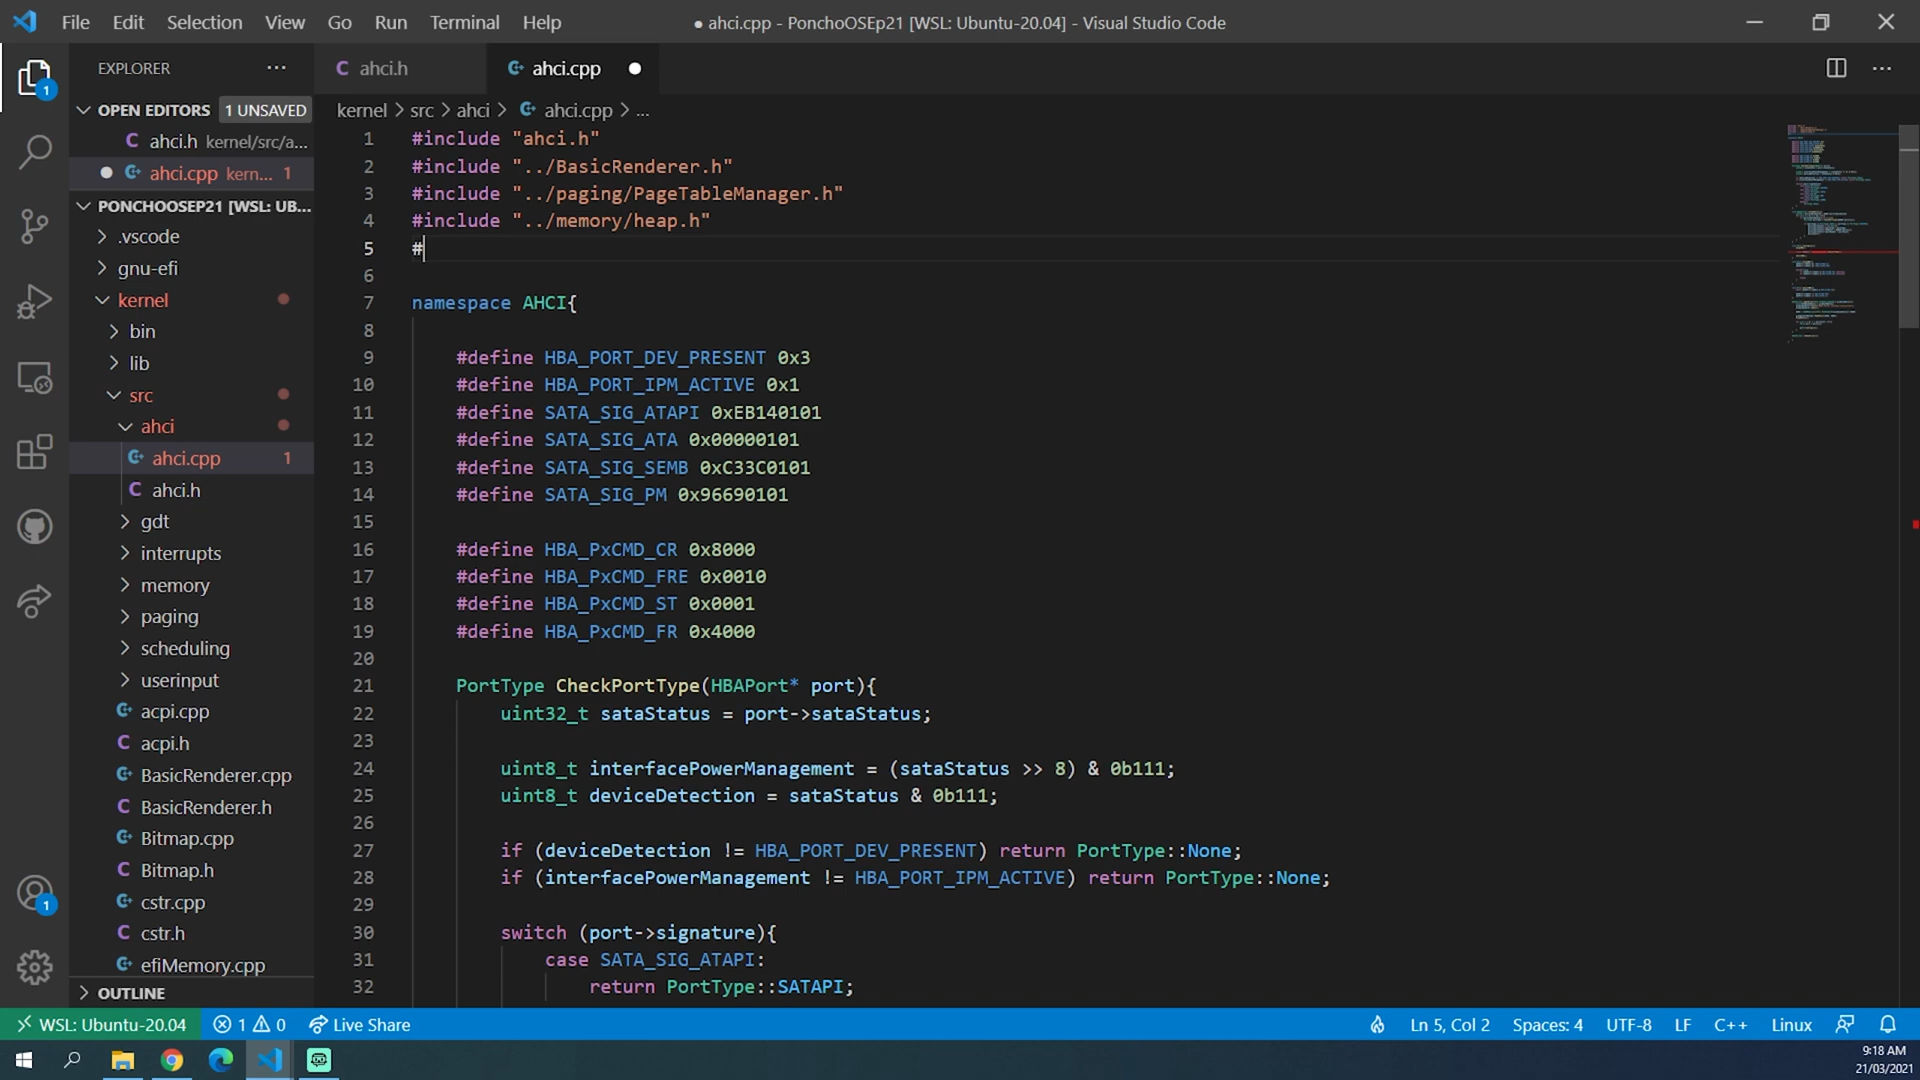 File Edit Selection View Go Run Terminal Help
● ahci.cpp - PonchoOSEp21 [WSL: Ubuntu-20.04] - Visual Studio Code
EXPLORER
OPEN EDITORS 1 UNSAVED
C ahci.h kernel/src/a...
ahci.cpp kern... 1
PONCHOOSEP21 [WSL: UB...
.vscode
gnu-efi
kernel
bin
lib
src
ahci
ahci.cpp 1
C ahci.h
gdt
interrupts
memory
paging
scheduling
userinput
acpi.cpp
C acpi.h
BasicRenderer.cpp
C BasicRenderer.h
Bitmap.cpp
C Bitmap.h
cstr.cpp
C cstr.h
efiMemory.cpp
OUTLINE
1
1
C ahci.h
ahci.cpp
kernel > src > ahci > ahci.cpp > ...
1 #include "ahci.h"
2 #include "../BasicRenderer.h"
3 #include "../paging/PageTableManager.h"
4 #include "../memory/heap.h"
5 #
6
7 namespace AHCI{
8
9 #define HBA_PORT_DEV_PRESENT 0x3
10 #define HBA_PORT_IPM_ACTIVE 0x1
11 #define SATA_SIG_ATAPI 0xEB140101
12 #define SATA_SIG_ATA 0x00000101
13 #define SATA_SIG_SEMB 0xC33C0101
14 #define SATA_SIG_PM 0x96690101
15
16 #define HBA_PxCMD_CR 0x8000
17 #define HBA_PxCMD_FRE 0x0010
18 #define HBA_PxCMD_ST 0x0001
19 #define HBA_PxCMD_FR 0x4000
20
21 PortType CheckPortType(HBAPort* port){
22 uint32_t sataStatus = port->sataStatus;
23
24 uint8_t interfacePowerManagement = (sataStatus >> 8) & 0b111;
25 uint8_t deviceDetection = sataStatus & 0b111;
26
27 if (deviceDetection != HBA_PORT_DEV_PRESENT) return PortType::None;
28 if (interfacePowerManagement != HBA_PORT_IPM_ACTIVE) return PortType::None;
29
30 switch (port->signature){
31 case SATA_SIG_ATAPI:
32 return PortType::SATAPI;
WSL: Ubuntu-20.04 1 0 Live Share
Ln 5, Col 2 Spaces: 4 UTF-8 LF C++ Linux
9:18 AM
21/03/2021